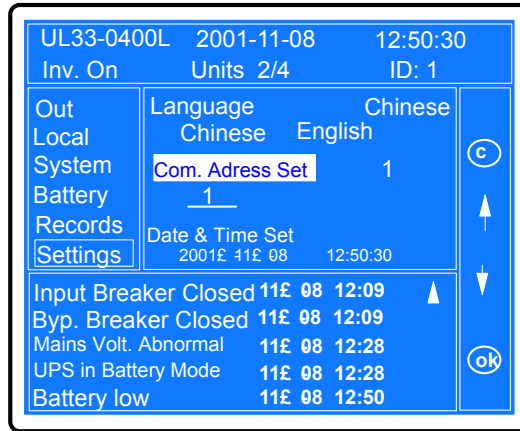 UL33-0400L 2001-11-08 12:50:30
Inv. On Units 2/4 ID: 1
Out
Local
System
Battery
Records
Settings
Language Chinese
Chinese English
Com. Adress Set 1
1
Date & Time Set
2001£ 11£ 08 12:50:30
c
Input Breaker Closed 11£ 08 12:09
Byp. Breaker Closed 11£ 08 12:09
Mains Volt. Abnormal 11£ 08 12:28
UPS in Battery Mode 11£ 08 12:28
Battery low 11£ 08 12:50
ok